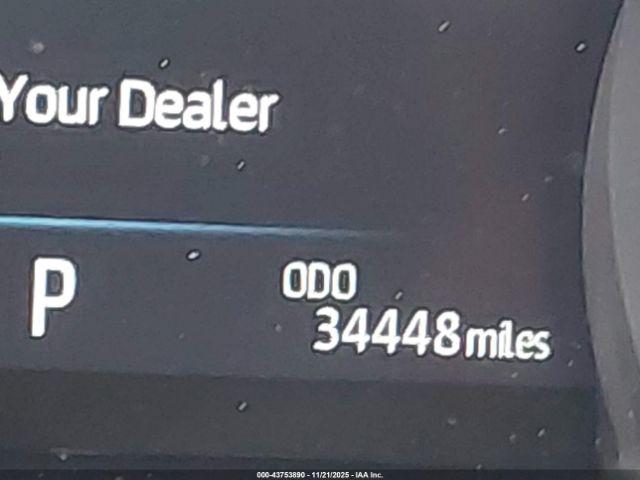 Your Dealer
P
ODO
34448 miles
000-43753890 - 11/21/2025 - IAA Inc.